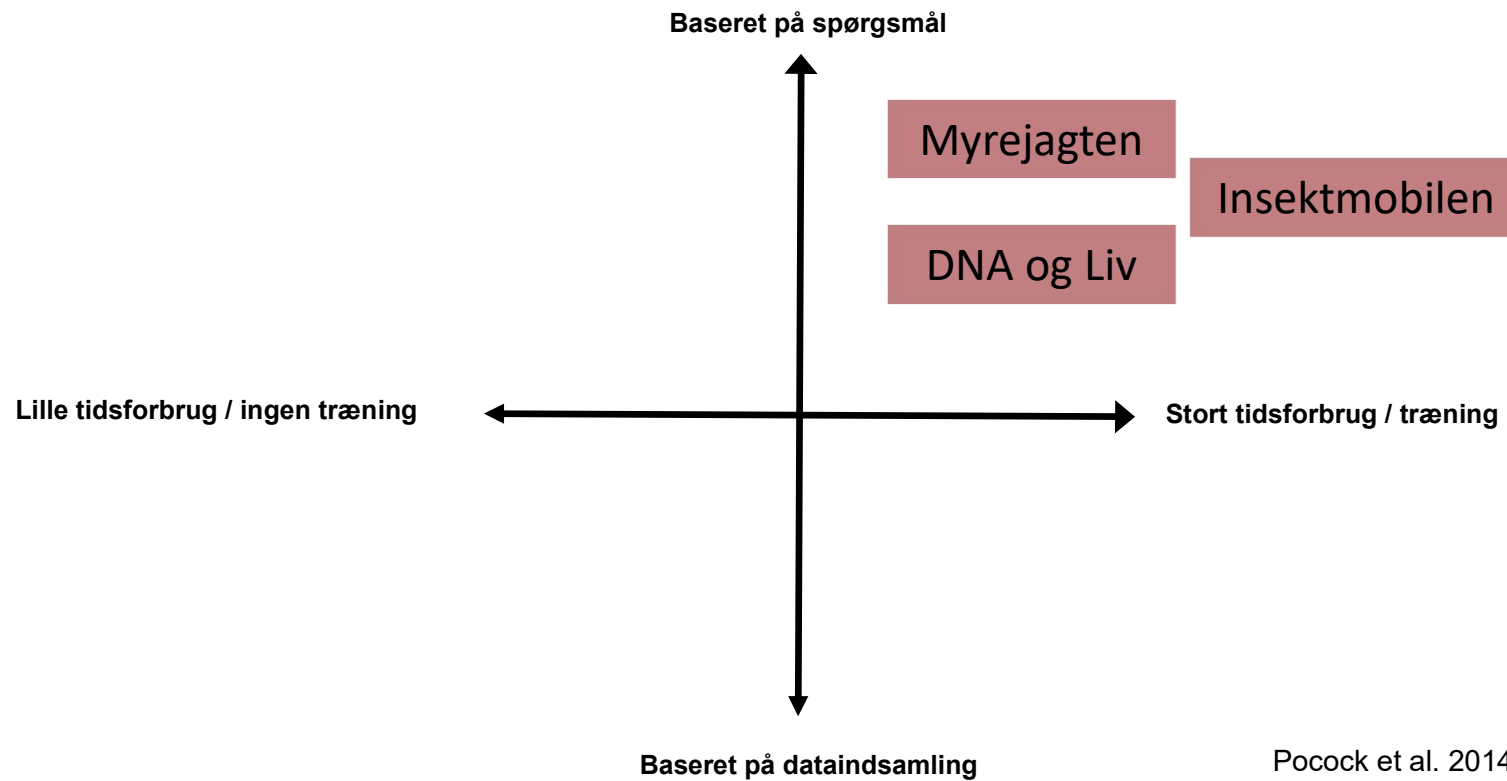 Baseret på spørgsmål
Myrejagten
Insektmobilen
DNA og Liv
Lille tidsforbrug / ingen træning
Stort tidsforbrug / træning
Baseret på dataindsamling
Pocock et al. 2014